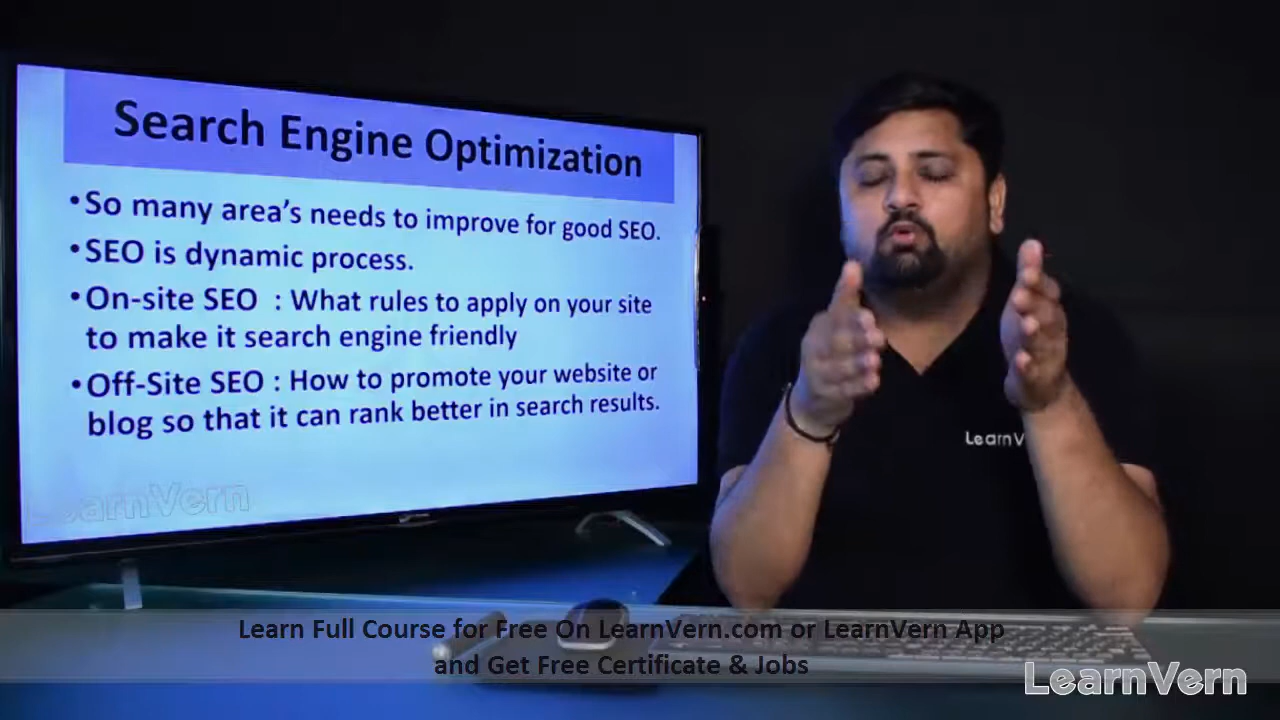 Search Engine Optimization
•So many area's needs to improve for good SEO.
•SEO is dynamic process.
•On-site SEO : What rules to apply on your site
to make it search engine friendly
•Off-Site SEO : How to promote your website or
blog so that it can rank better in search results.
LearnVern
LearnV
Learn Full Course for Free On LearnVern.com or LearnVern App
and Get Free Certificate & Jobs
LearnVern